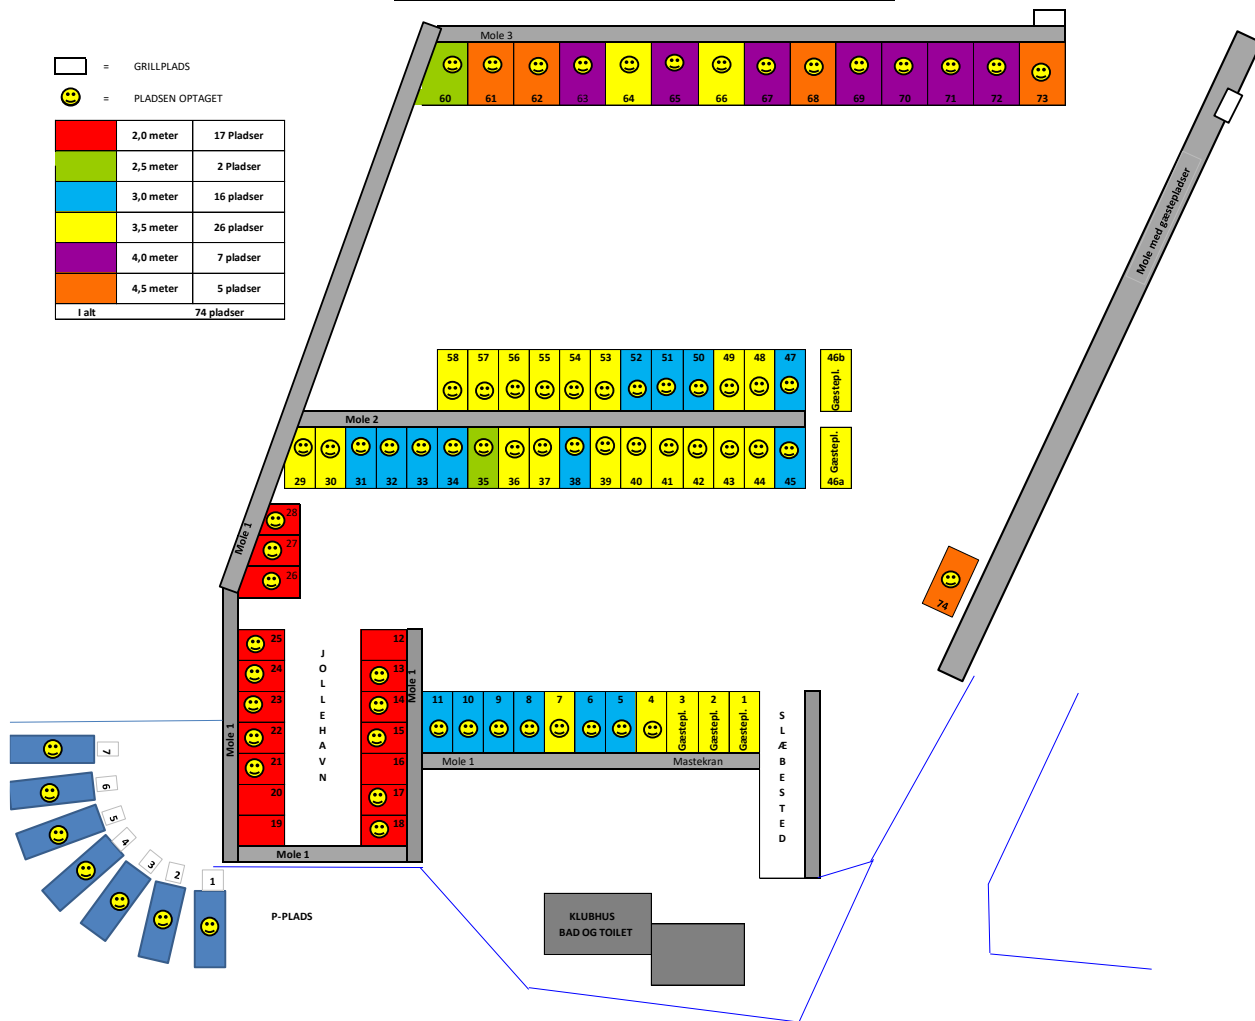 Mole 3
= GRILLPLADS
= PLADSEN OPTAGET
60 61 62 63 64 65 66 67 68 69 70 71 72 73
2,0 meter 17 Pladser
2,5 meter 2 Pladser
3,0 meter 16 pladser
3,5 meter 26 pladser
4,0 meter 7 pladser
4,5 meter 5 pladser
I alt 74 pladser
Mole med gæstepladser
58 57 56 55 54 53 52 51 50 49 48 47 46b
Gæstepl.
Mole 2
Gæstepl.
29 30 31 32 33 34 35 36 37 38 39 40 41 42 43 44 45 46a
Mole 1
28
27
26
74
25
24
23
22
21
20
19
Mole 1
JOLLEHAVN
12
13
14
15
16
17
18
Mole 1
Mole 1
11 10 9 8 7 6 5 4 3 2 1
Gæstepl. Gæstepl. Gæstepl.
Mole 1 Mastekran
SLÆBESTED
7
6
5
4
3
2
1
P-PLADS
KLUBHUS
BAD OG TOILET